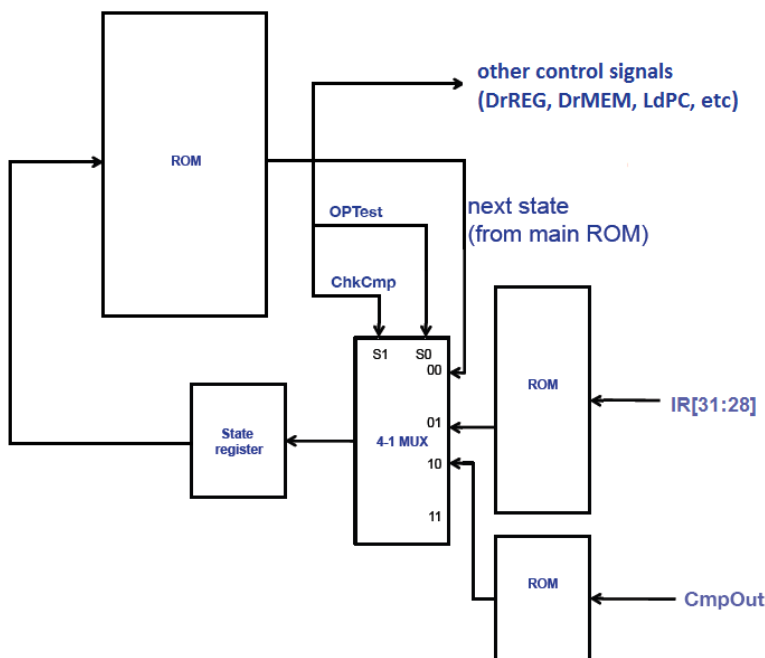 other control signals
(DrREG, DrMEM, LdPC, etc)
ROM
next state
(from main ROM)
OPTest
ChkCmp
S1 S0
00
ROM
IR[31:28]
01
State
register
4-1 MUX
10
11
ROM
CmpOut